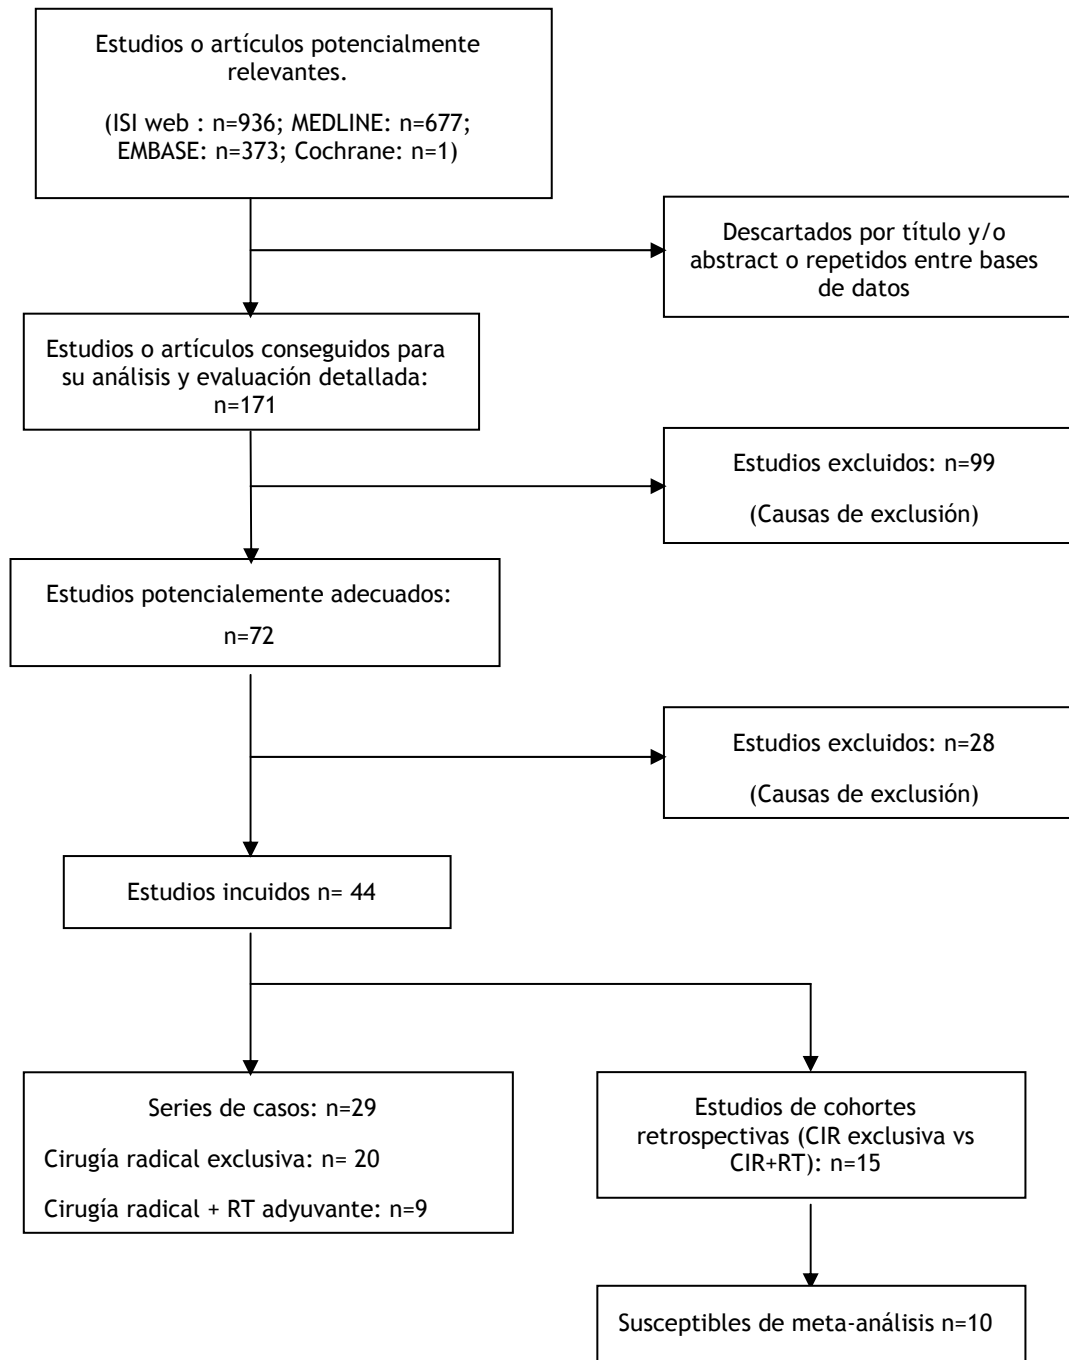 Estudios o artículos potencialmente
relevantes.
(ISI web : n=936; MEDLINE: n=677;
EMBASE: n=373; Cochrane: n=1)
Descartados por título y/o
abstract o repetidos entre bases
de datos
Estudios o artículos conseguidos para
su análisis y evaluación detallada:
n=171
Estudios excluidos: n=99
(Causas de exclusión)
Estudios potencialemente adecuados:
n=72
Estudios excluidos: n=28
(Causas de exclusión)
Estudios incuidos n= 44
Series de casos: n=29
Cirugía radical exclusiva: n= 20
Cirugía radical + RT adyuvante: n=9
Estudios de cohortes
retrospectivas (CIR exclusiva vs
CIR+RT): n=15
Susceptibles de meta-análisis n=10